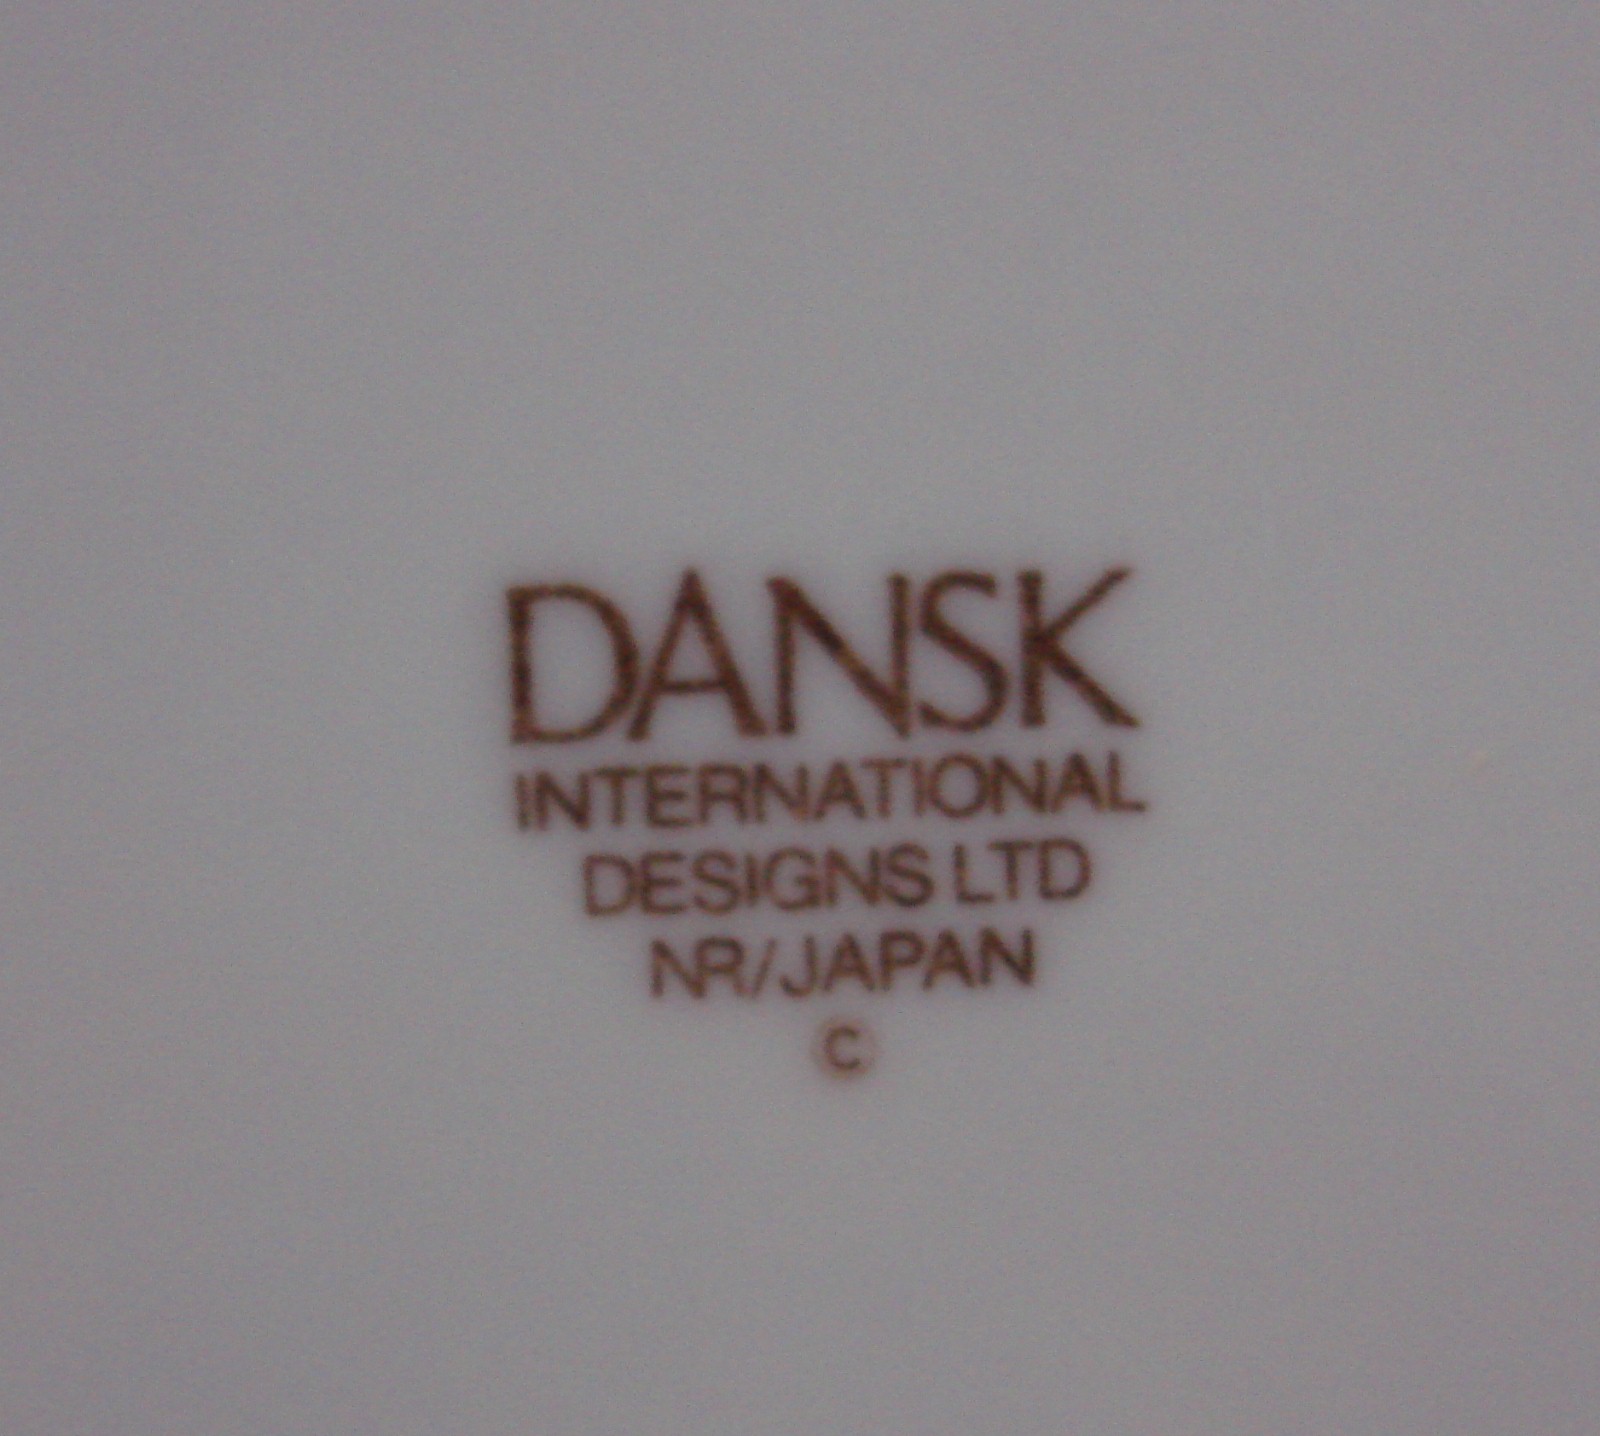 DANSK
INTERNATIONAL
DESIGNS LTD
NR/JAPAN
©